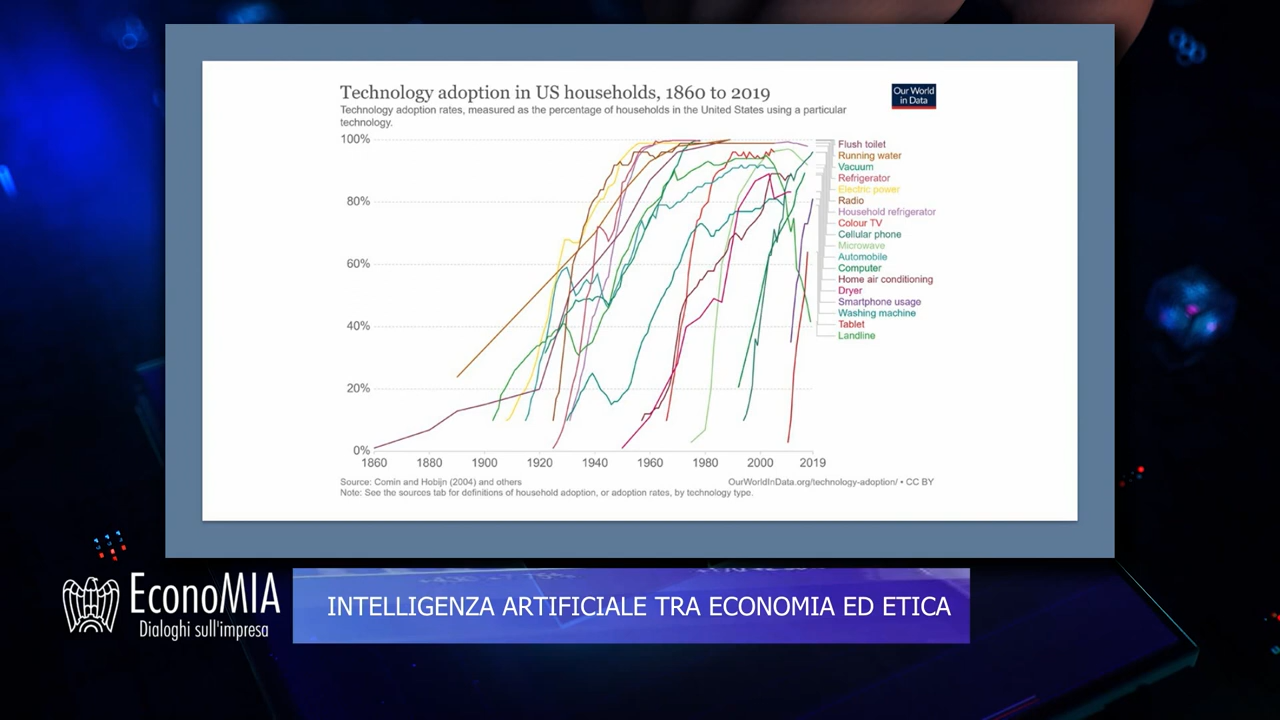 Technology adoption in US households, 1860 to 2019
Technology adoption rates, measured as the percentage of households in the United States using a particular
technology.
Our World
in Data
100%
80%
60%
40%
20%
0%
1860
1880
1900
1920
1940
1960
1980
2000
2019
Flush toilet
Running water
Vacuum
Refrigerator
Electric power
Radio
Household refrigerator
Colour TV
Cellular phone
Microwave
Automobile
Computer
Home air conditioning
Dryer
Smartphone usage
Washing machine
Tablet
Landline
Source: Comin and Hobijn (2004) and others
OurWorldInData.org/technology-adoption/ • CC BY
Note: See the sources tab for definitions of household adoption, or adoption rates, by technology type.
EconoMIA
Dialoghi sull'impresa
INTELLIGENZA ARTIFICIALE TRA ECONOMIA ED ETICA